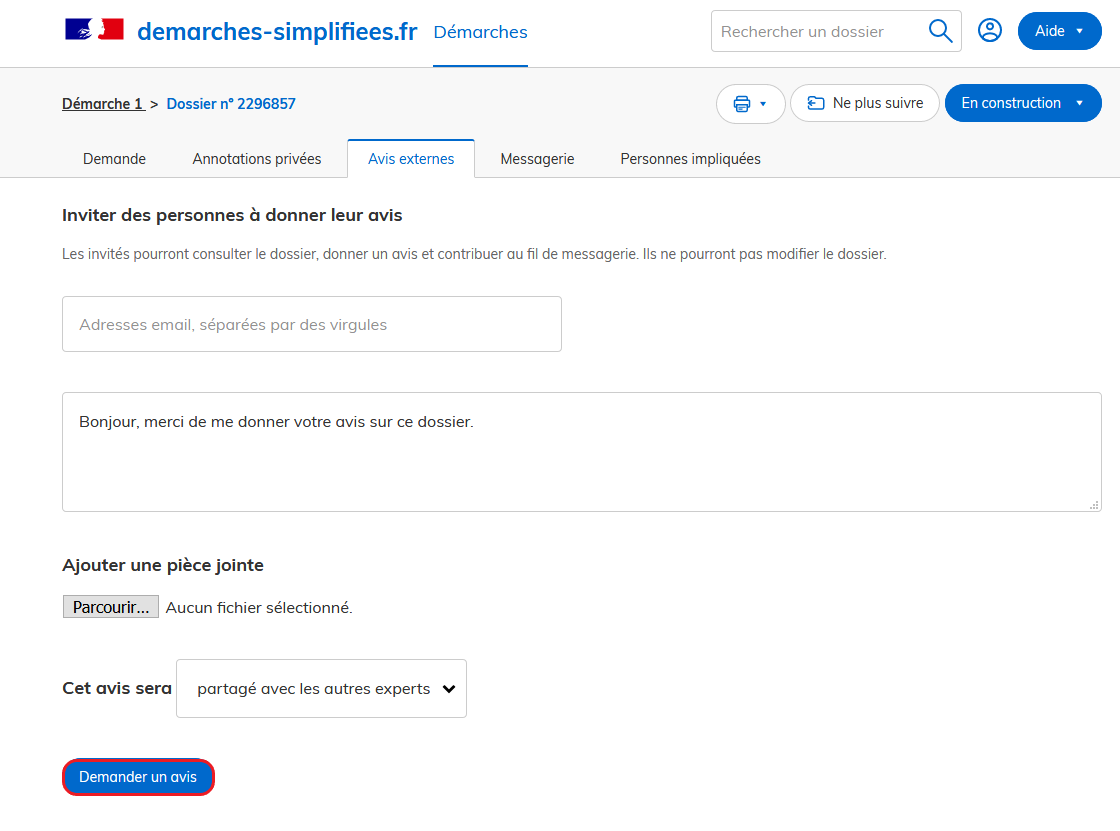 demarches-simplifiees.fr Démarches Rechercher un dossier Aide
Démarche 1 > Dossier n° 2296857 Ne plus suivre En construction
Demande Annotations privées Avis externes Messagerie Personnes impliquées
Inviter des personnes à donner leur avis
Les invités pourront consulter le dossier, donner un avis et contribuer au fil de messagerie. Ils ne pourront pas modifier le dossier.
Adresses email, séparées par des virgules
Bonjour, merci de me donner votre avis sur ce dossier.
Ajouter une pièce jointe
Parcourir... Aucun fichier sélectionné.
Cet avis sera partagé avec les autres experts
Demander un avis